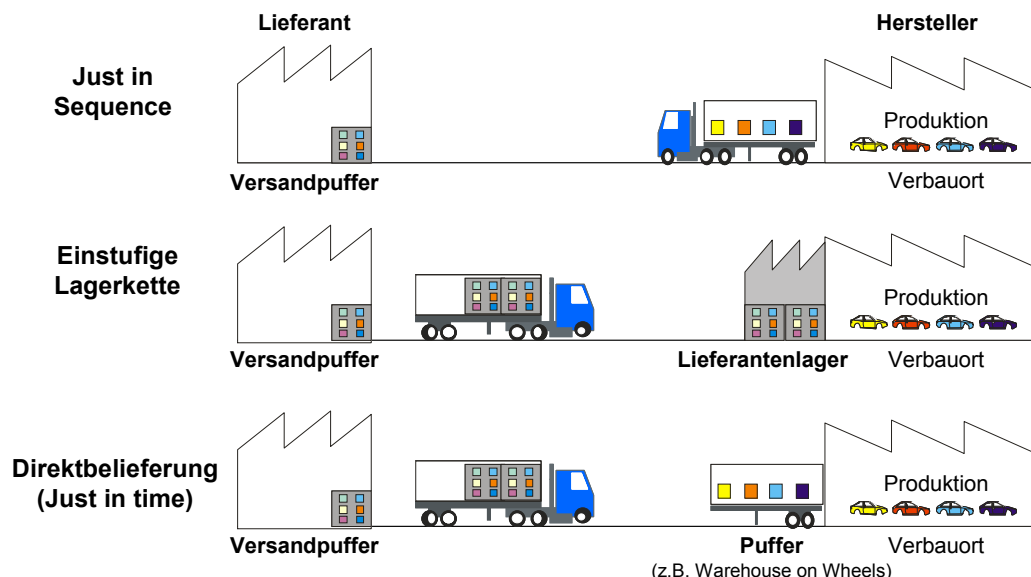 Lieferant
Hersteller
Just in
Sequence
Produktion
Versandpuffer
Verbauort
Einstufige
Lagerkette
Produktion
Versandpuffer
Lieferantenlager
Verbauort
Direktbelieferung
(Just in time)
Produktion
Versandpuffer
Puffer
Verbauort
(z.B. Warehouse on Wheels)